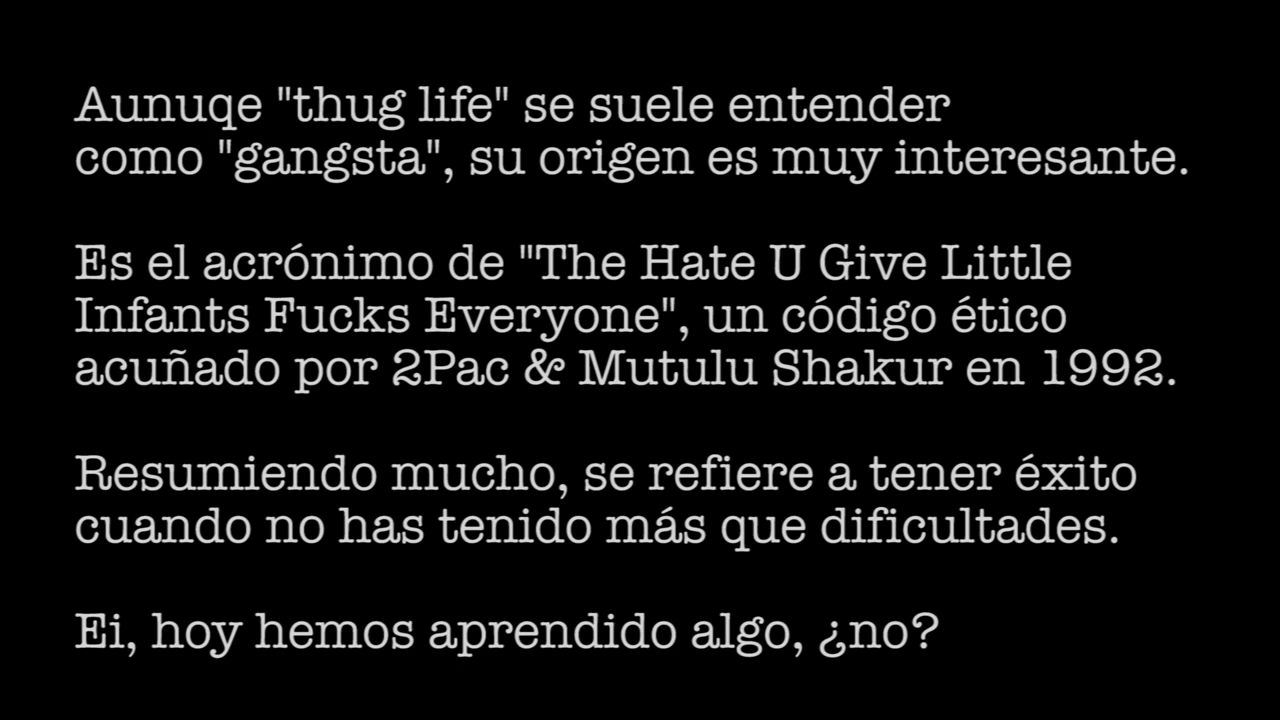 Aunuqe "thug life" se suele entender
como "gangsta", su origen es muy interesante.
Es el acrónimo de "The Hate U Give Little
Infants Fucks Everyone", un código ético
acuñado por 2Pac & Mutulu Shakur en 1992.
Resumiendo mucho, se refiere a tener éxito
cuando no has tenido más que dificultades.
Ei, hoy hemos aprendido algo, ¿no?